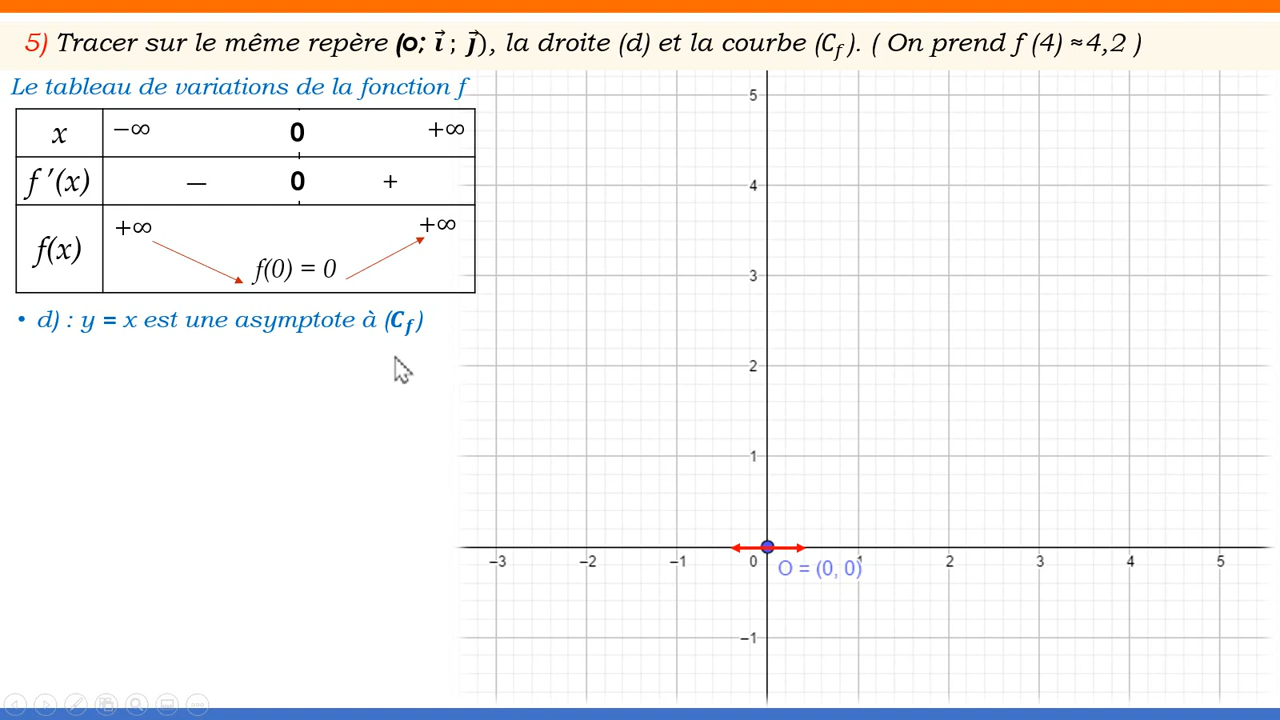 5) Tracer sur le même repère (o; i⃗ ; j⃗), la droite (d) et la courbe (C_f). ( On prend f (4) ≈4,2 )
Le tableau de variations de la fonction f
x −∞ 0 +∞
f ′(x) − 0 +
f(x) +∞ f(0) = 0 +∞
• d) : y = x est une asymptote à (C_f)
5
4
3
2
1
−3 −2 −1 0 1 2 3 4 5
O = (0, 0)
−1